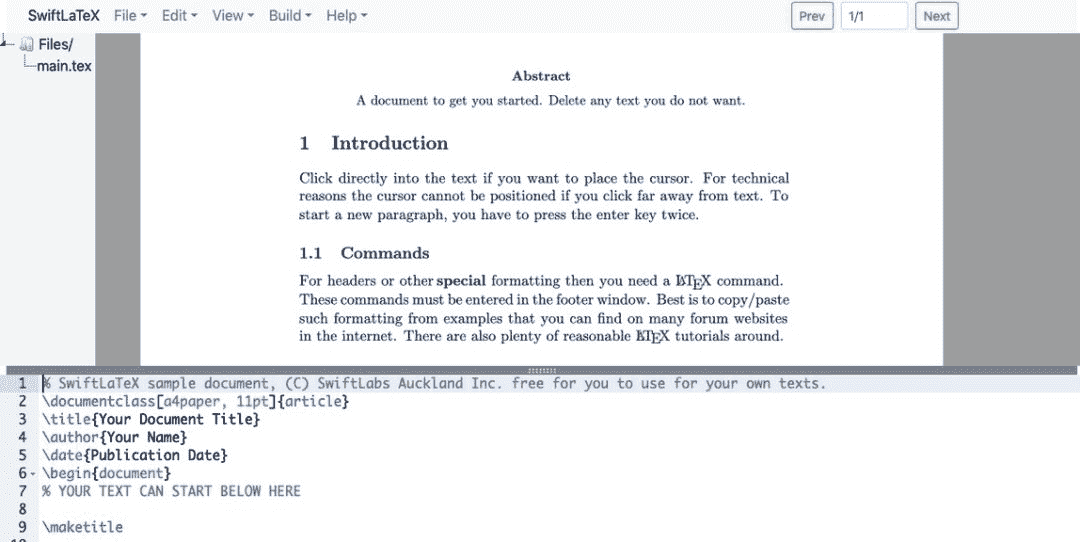 SwiftLaTeX File Edit View Build Help Prev 1/1 Next
Files/
main.tex
Abstract
A document to get you started. Delete any text you do not want.
1 Introduction
Click directly into the text if you want to place the cursor. For technical
reasons the cursor cannot be positioned if you click far away from text. To
start a new paragraph, you have to press the enter key twice.
1.1 Commands
For headers or other special formatting then you need a LATEX command.
These commands must be entered in the footer window. Best is to copy/paste
such formatting from examples that you can find on many forum websites
in the internet. There are also plenty of reasonable LATEX tutorials around.
1 % SwiftLaTeX sample document, (C) SwiftLabs Auckland Inc. free for you to use for your own texts.
2 \documentclass[a4paper, 11pt]{article}
3 \title{Your Document Title}
4 \author{Your Name}
5 \date{Publication Date}
6 \begin{document}
7 % YOUR TEXT CAN START BELOW HERE
8
9 \maketitle
10